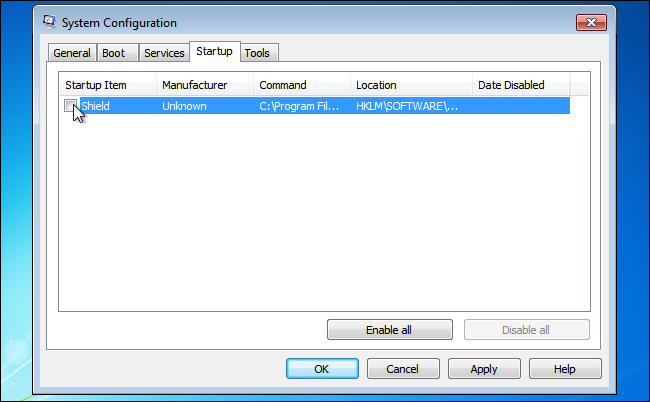 System Configuration
General Boot Services Startup Tools
Startup Item Manufacturer Command Location Date Disabled
Shield Unknown C:\Program Fil... HKLM\SOFTWARE\...
Enable all Disable all
OK Cancel Apply Help